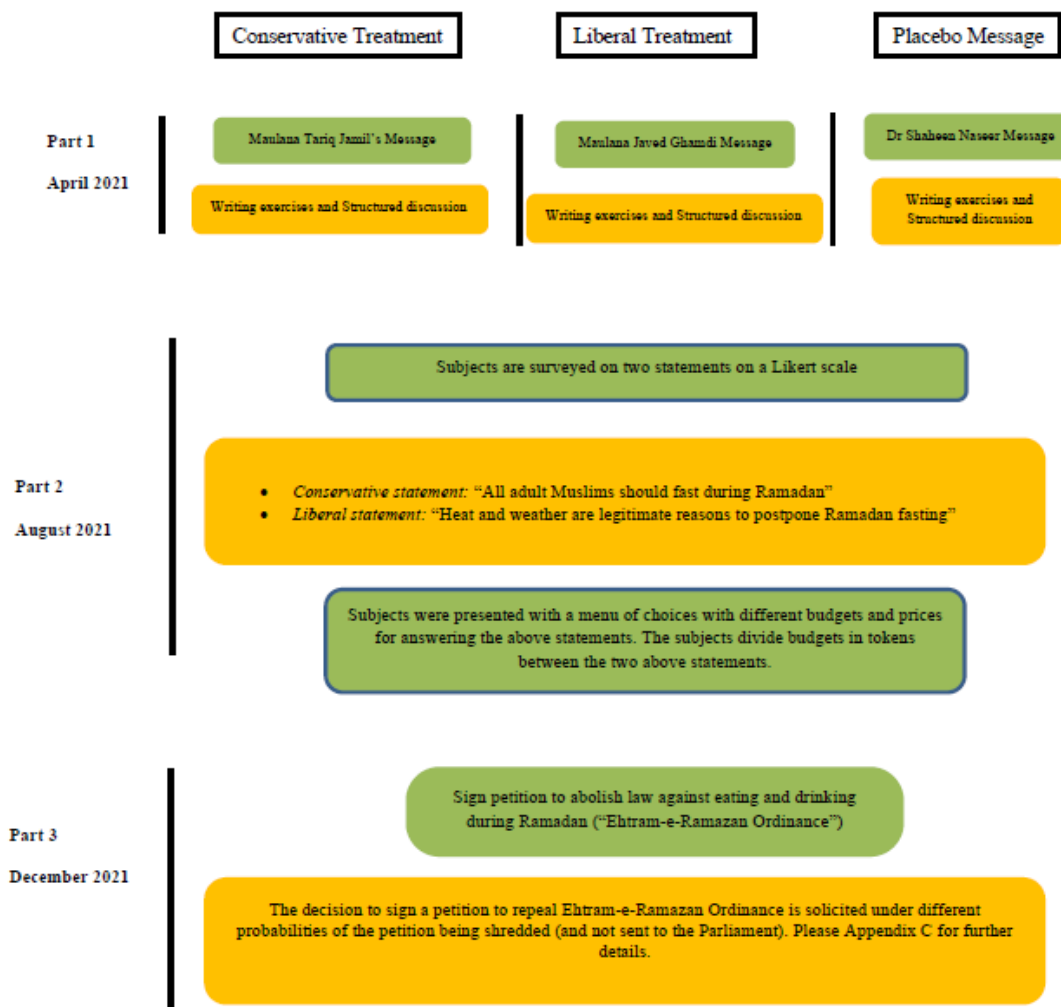 Conservative Treatment
Liberal Treatment
Placebo Message
Part 1
April 2021
Maulana Tariq Jamil's Message
Writing exercises and Structured discussion
Maulana Javed Ghamdi Message
Writing exercises and Structured discussion
Dr Shaheen Naseer Message
Writing exercises and
Structured discussion
Part 2
August 2021
Subjects are surveyed on two statements on a Likert scale
• Conservative statement: “All adult Muslims should fast during Ramadan”
• Liberal statement: “Heat and weather are legitimate reasons to postpone Ramadan fasting”
Subjects were presented with a menu of choices with different budgets and prices
for answering the above statements. The subjects divide budgets in tokens
between the two above statements.
Part 3
December 2021
Sign petition to abolish law against eating and drinking
during Ramadan (“Ehtram-e-Ramazan Ordinance”)
The decision to sign a petition to repeal Ehtram-e-Ramazan Ordinance is solicited under different
probabilities of the petition being shredded (and not sent to the Parliament). Please Appendix C for further
details.